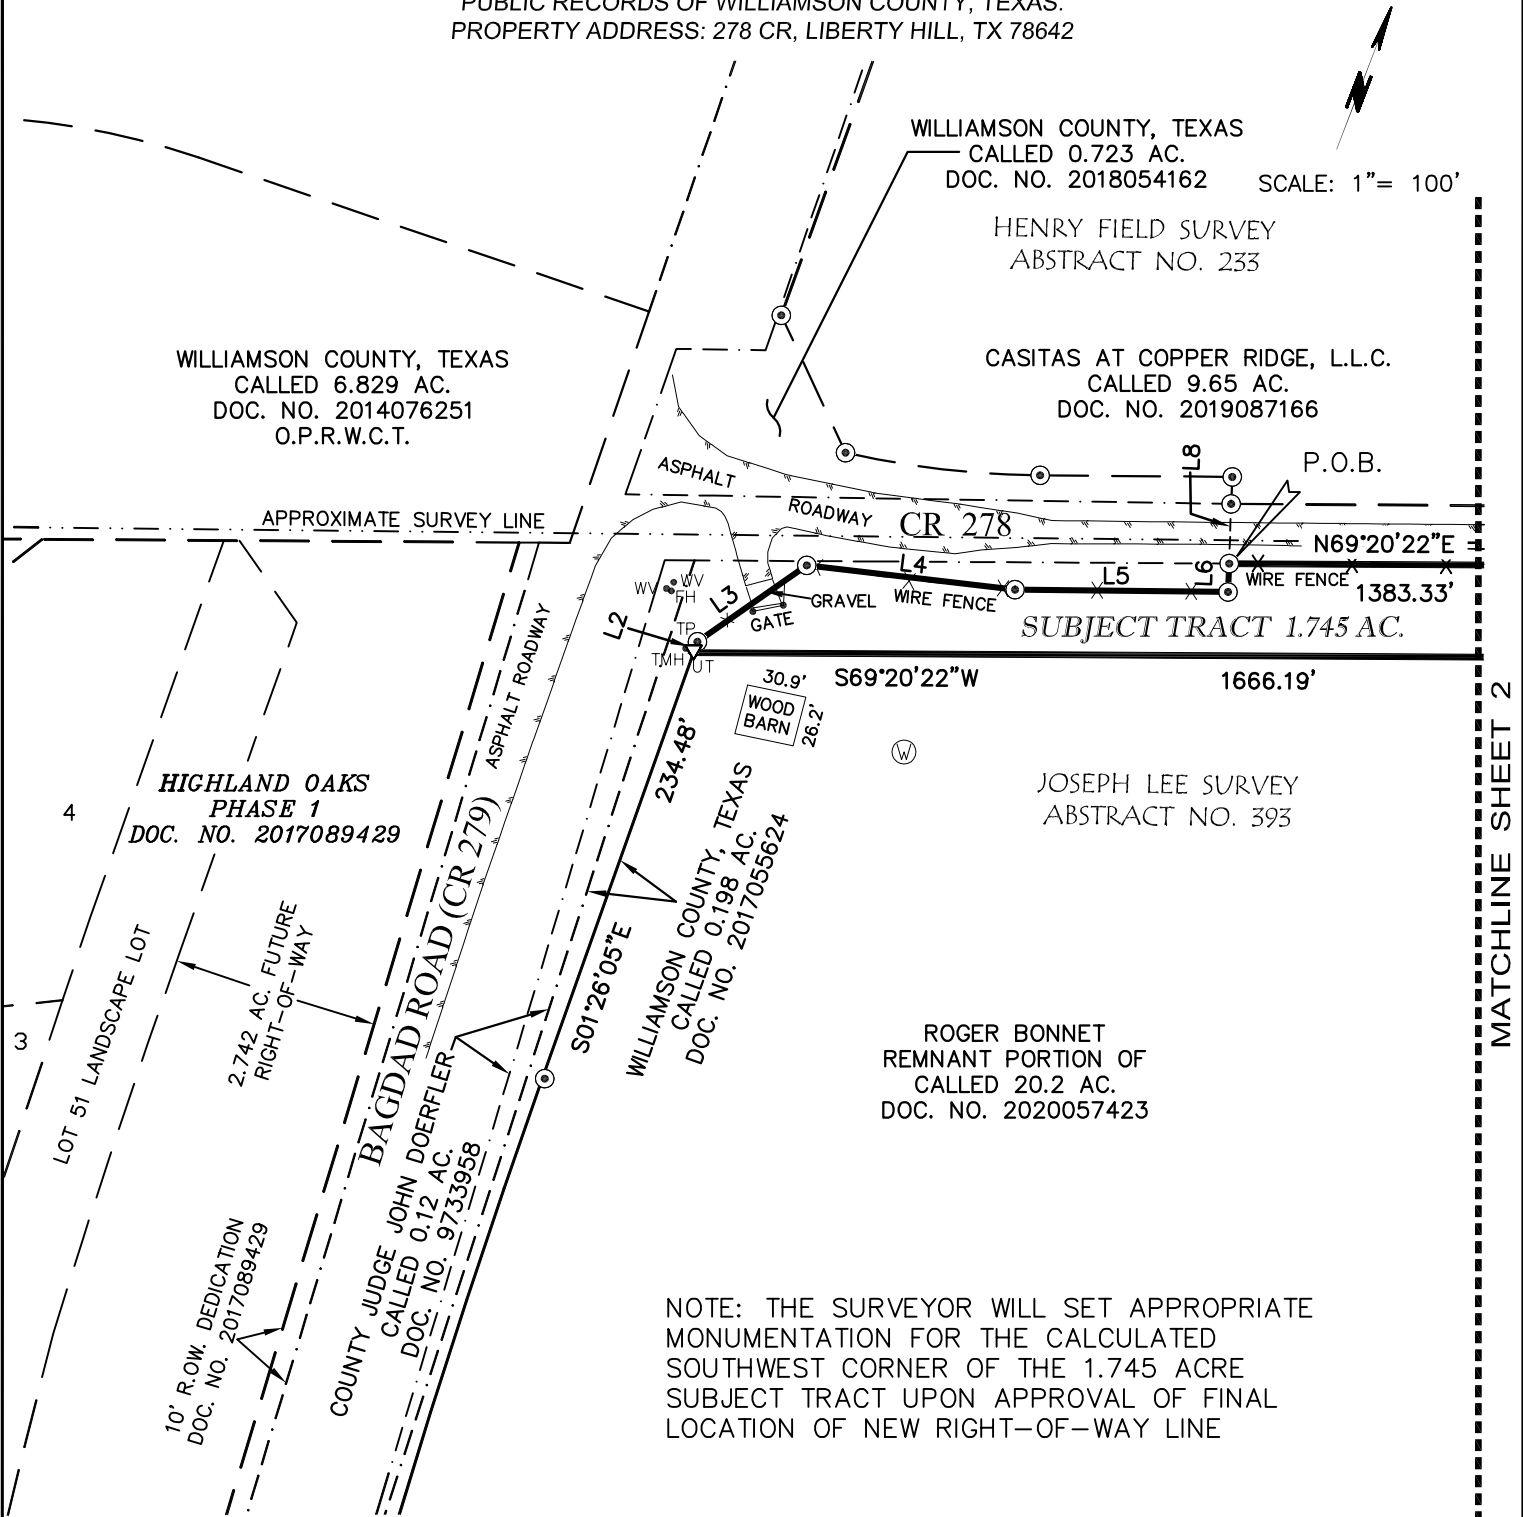 PUBLIC RECORDS OF WILLIAMSON COUNTY, TEXAS.
PROPERTY ADDRESS: 278 CR, LIBERTY HILL, TX 78642
N
WILLIAMSON COUNTY, TEXAS
CALLED 0.723 AC.
DOC. NO. 2018054162
SCALE: 1"= 100'
HENRY FIELD SURVEY
ABSTRACT NO. 233
WILLIAMSON COUNTY, TEXAS
CALLED 6.829 AC.
DOC. NO. 2014076251
O.P.R.W.C.T.
CASITAS AT COPPER RIDGE, L.L.C.
CALLED 9.65 AC.
DOC. NO. 2019087166
L8
P.O.B.
ASPHALT
ROADWAY
CR 278
APPROXIMATE SURVEY LINE
N69°20'22"E
1383.33'
WIRE FENCE
L6
L5
L4
WIRE FENCE
GRAVEL
GATE
L3
WV
WV
FH
L2
TP
TMH
UT
SUBJECT TRACT 1.745 AC.
S69°20'22"W
1666.19'
30.9'
WOOD
BARN
26.2'
W
234.48'
S01°26'05"E
ASPHALT ROADWAY
BAGDAD ROAD (CR 279)
HIGHLAND OAKS
PHASE 1
DOC. NO. 2017089429
4
3
LOT 51 LANDSCAPE LOT
2.742 AC. FUTURE
RIGHT-OF-WAY
WILLIAMSON COUNTY, TEXAS
CALLED 0.198 AC.
DOC. NO. 2017055624
JOSEPH LEE SURVEY
ABSTRACT NO. 393
MATCHLINE SHEET 2
ROGER BONNET
REMNANT PORTION OF
CALLED 20.2 AC.
DOC. NO. 2020057423
COUNTY JUDGE JOHN DOERFLER
CALLED 0.12 AC.
DOC. NO. 9733958
10' R.OW. DEDICATION
DOC. NO. 2017089429
NOTE: THE SURVEYOR WILL SET APPROPRIATE
MONUMENTATION FOR THE CALCULATED
SOUTHWEST CORNER OF THE 1.745 ACRE
SUBJECT TRACT UPON APPROVAL OF FINAL
LOCATION OF NEW RIGHT-OF-WAY LINE